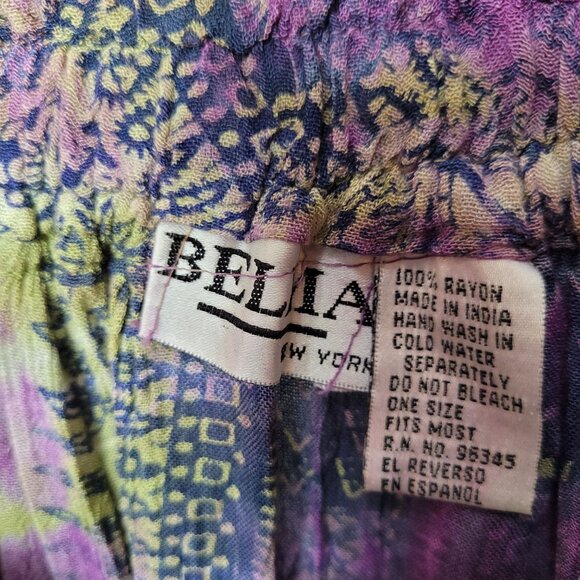 BELLA
NEW YORK
100% RAYON
MADE IN INDIA
HAND WASH IN
COLD WATER
SEPARATELY
DO NOT BLEACH
ONE SIZE
FITS MOST
R.N. NO. 96345
EL REVERSO
EN ESPANOL